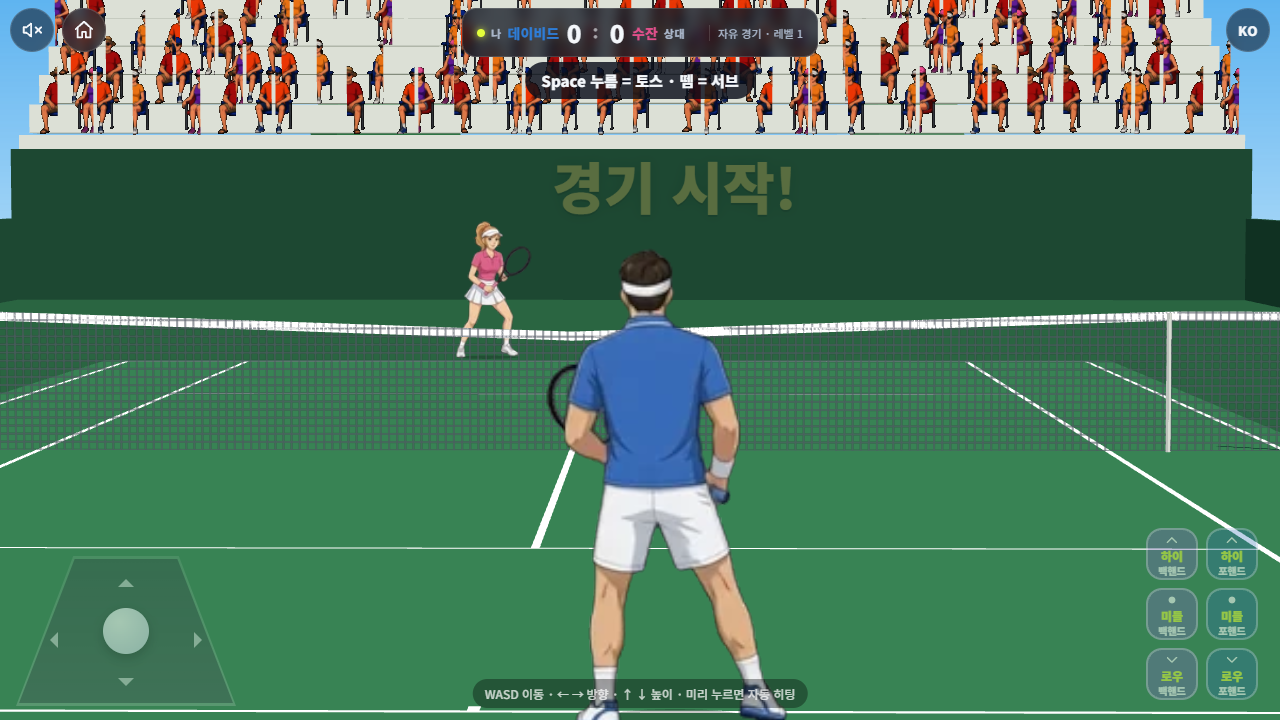 나 데이비드 0 : 0 수잔 상대 자유 경기 · 레벨 1
KO
Space 누름 = 토스 · 뗌 = 서브
경기 시작!
하이 백핸드
하이 포핸드
미들 백핸드
미들 포핸드
로우 백핸드
로우 포핸드
WASD 이동 · ←→ 방향 · ↑ ↓ 높이 · 미리 누르면 자동 히팅